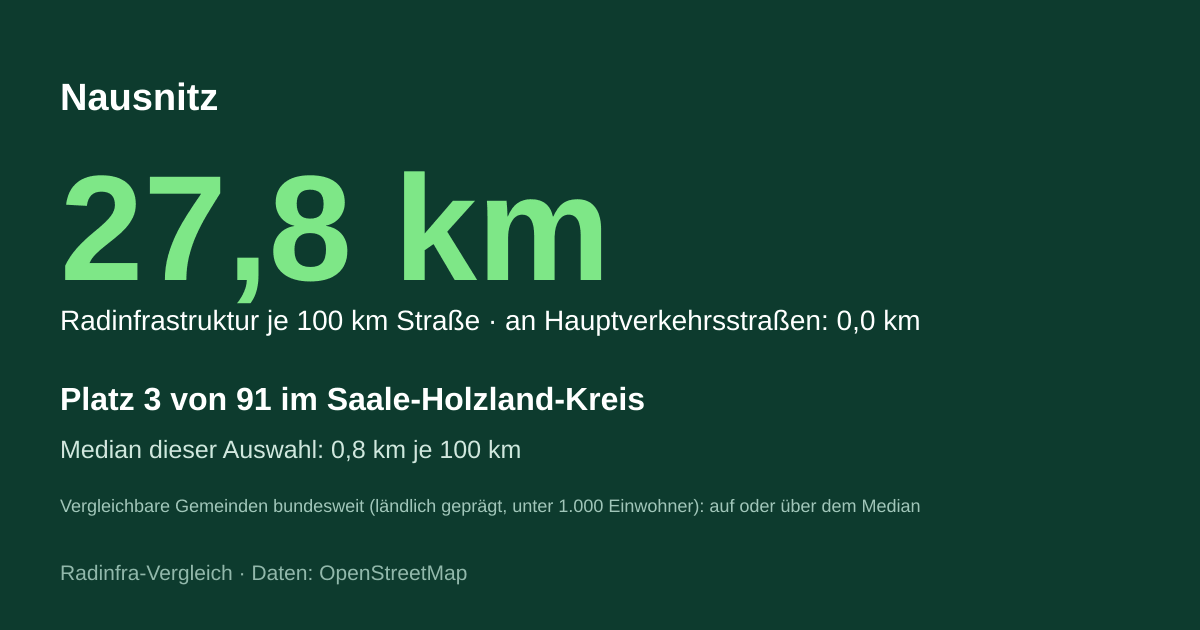 Nausnitz
27,8 km
Radinfrastruktur je 100 km Straße · an Hauptverkehrsstraßen: 0,0 km
Platz 3 von 91 im Saale-Holzland-Kreis
Median dieser Auswahl: 0,8 km je 100 km
Vergleichbare Gemeinden bundesweit (ländlich geprägt, unter 1.000 Einwohner): auf oder über dem Median
Radinfra-Vergleich · Daten: OpenStreetMap